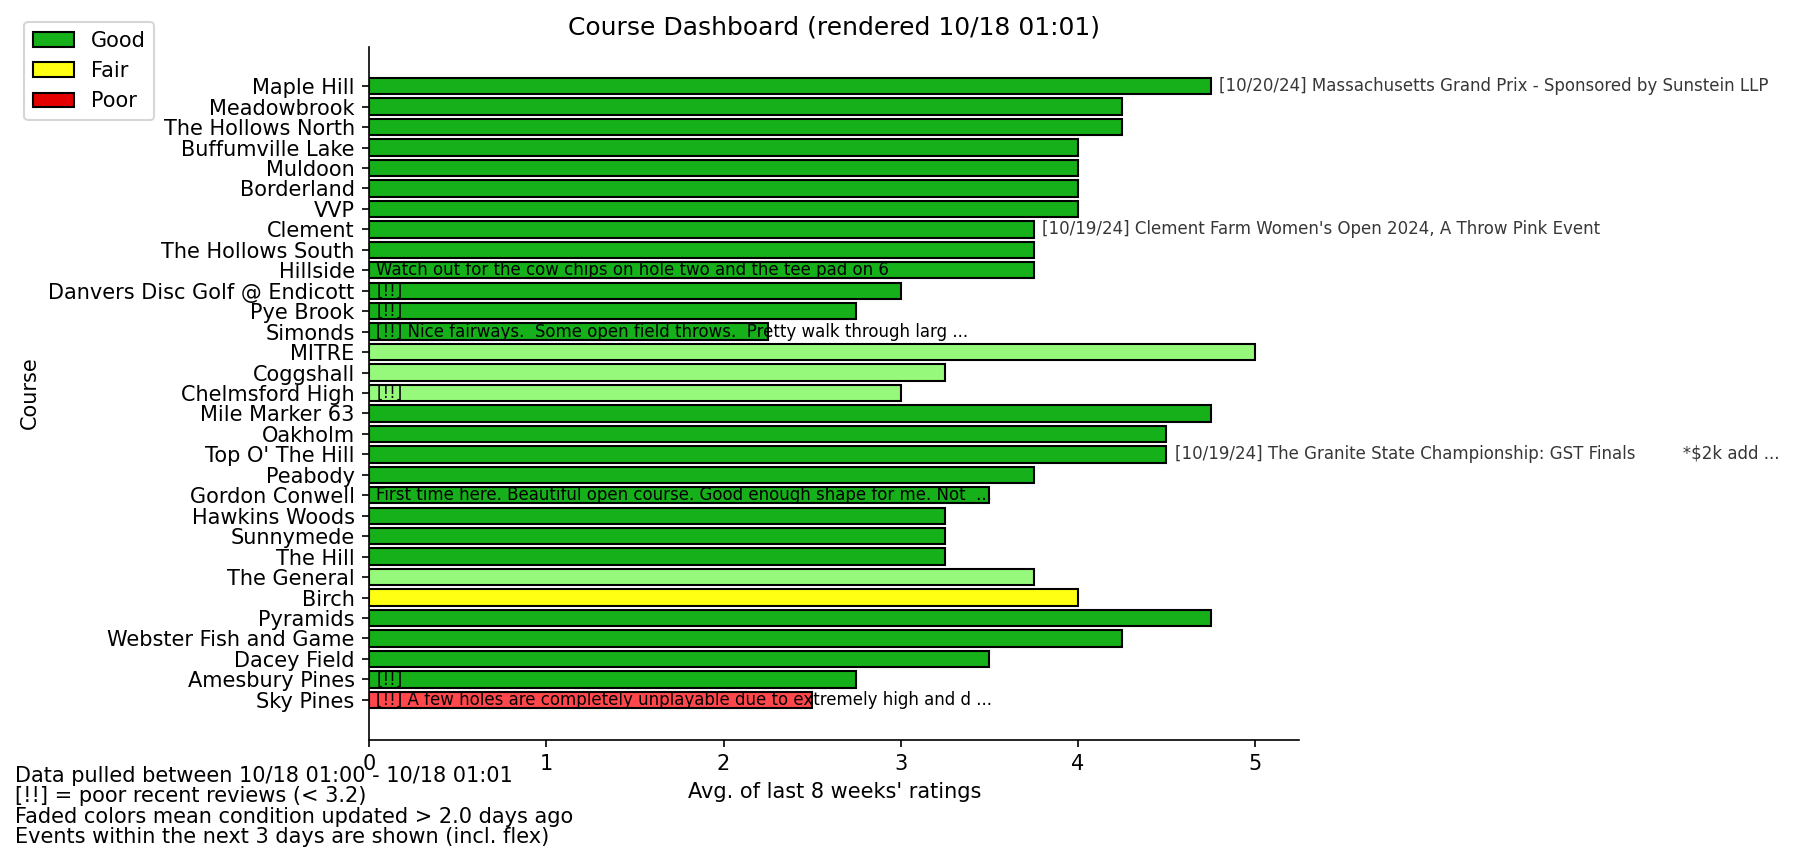 Course Dashboard (rendered 10/18 01:01)
Good
Fair
Poor
Maple Hill [10/20/24] Massachusetts Grand Prix - Sponsored by Sunstein LLP
Meadowbrook
The Hollows North
Buffumville Lake
Muldoon
Borderland
VVP
Clement [10/19/24] Clement Farm Women's Open 2024, A Throw Pink Event
The Hollows South
Hillside Watch out for the cow chips on hole two and the tee pad on 6
Danvers Disc Golf @ Endicott [!!]
Pye Brook [!!]
Simonds [!!] Nice fairways.  Some open field throws.  Pretty walk through larg ...
MITRE
Coggshall
Chelmsford High [!!]
Mile Marker 63
Oakholm
Top O' The Hill [10/19/24] The Granite State Championship: GST Finals *$2k add ...
Peabody
Gordon Conwell First time here. Beautiful open course. Good enough shape for me. Not  ...
Hawkins Woods
Sunnymede
The Hill
The General
Birch
Pyramids
Webster Fish and Game
Dacey Field
Amesbury Pines [!!]
Sky Pines [!!] A few holes are completely unplayable due to extremely high and d ...
Course
0 1 2 3 4 5
Avg. of last 8 weeks' ratings
Data pulled between 10/18 01:00 - 10/18 01:01
[!!] = poor recent reviews (< 3.2)
Faded colors mean condition updated > 2.0 days ago
Events within the next 3 days are shown (incl. flex)